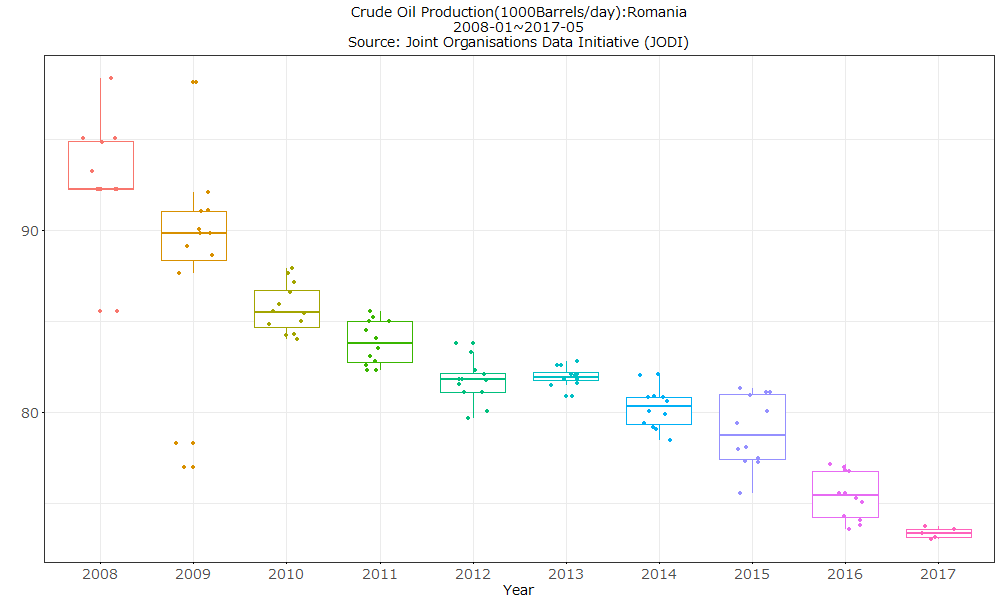 Crude Oil Production(1000Barrels/day):Romania
2008-01~2017-05
Source: Joint Organisations Data Initiative (JODI)
90
80
2008 2009 2010 2011 2012 2013 2014 2015 2016 2017
Year